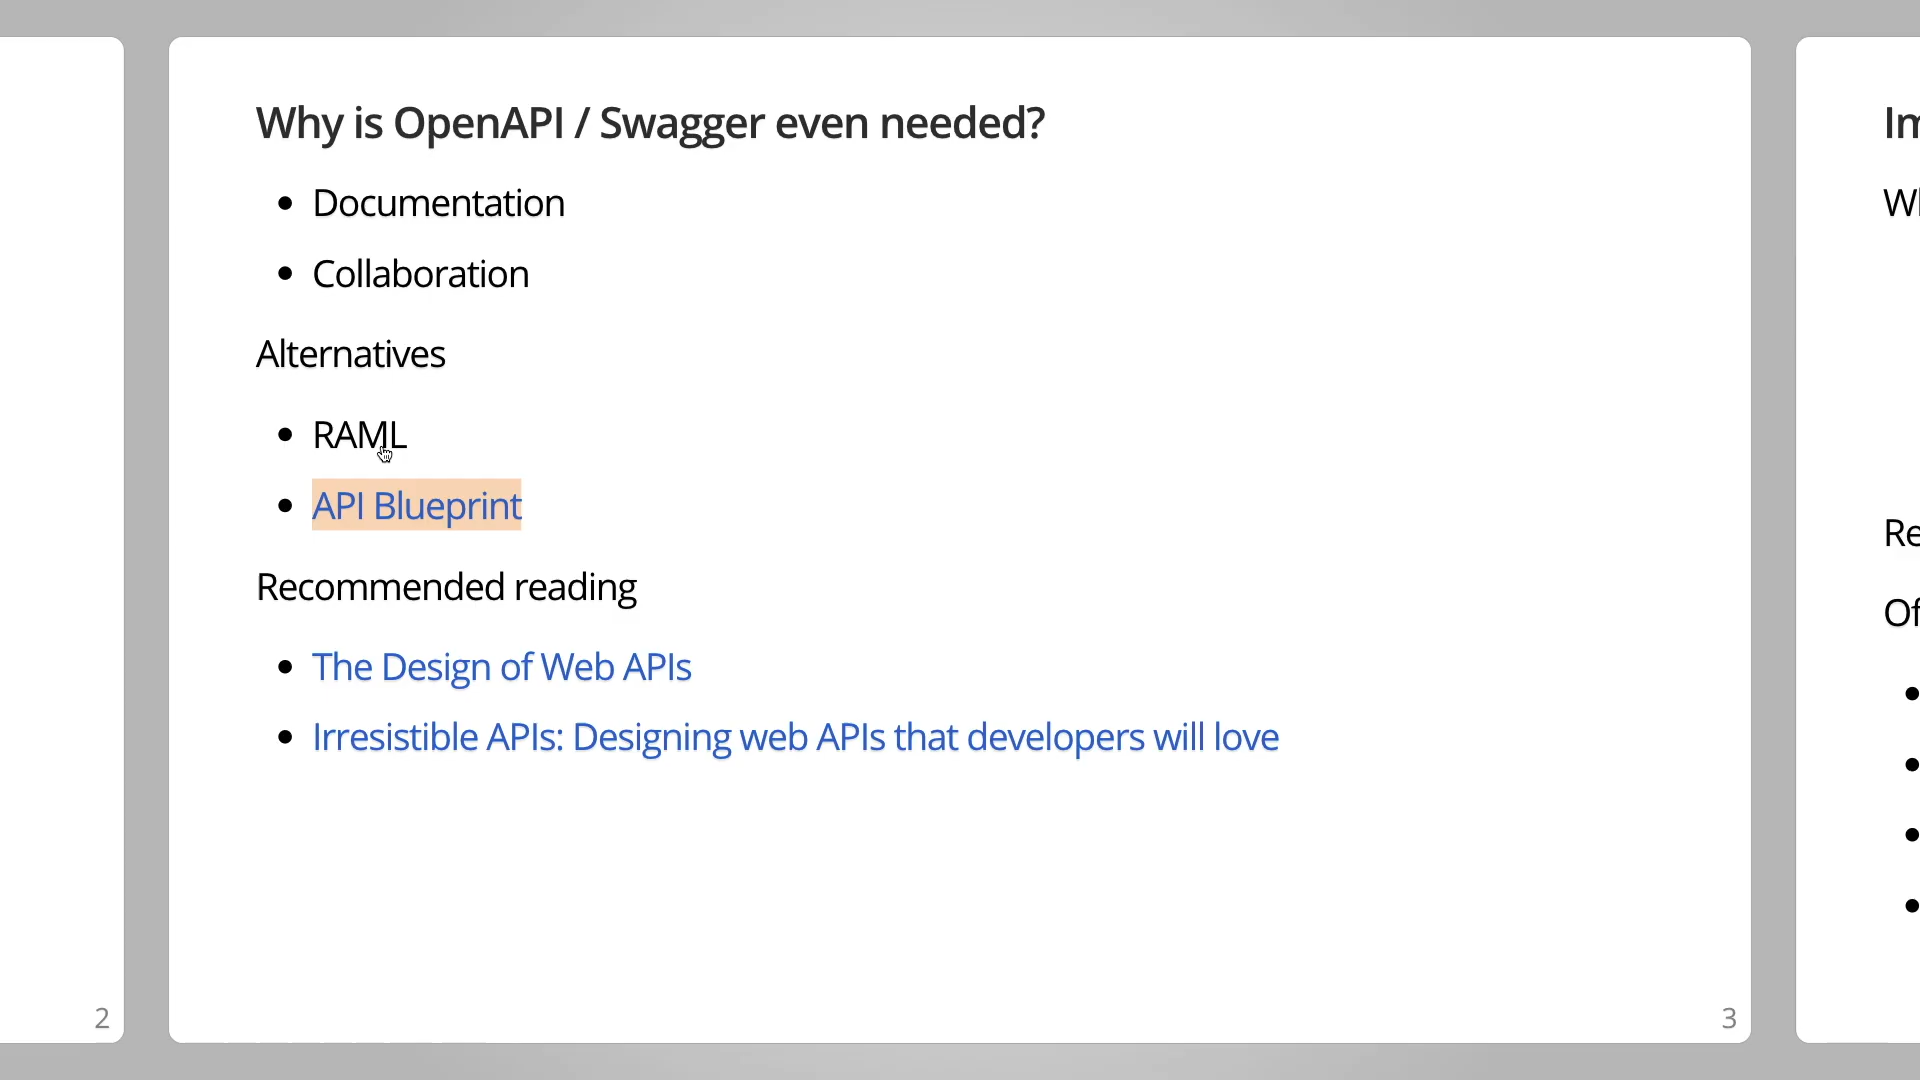 Why is OpenAPI / Swagger even needed?
Documentation
Collaboration
Alternatives
RAML
API Blueprint
Recommended reading
The Design of Web APIs
Irresistible APIs: Designing web APIs that developers will love
2
3